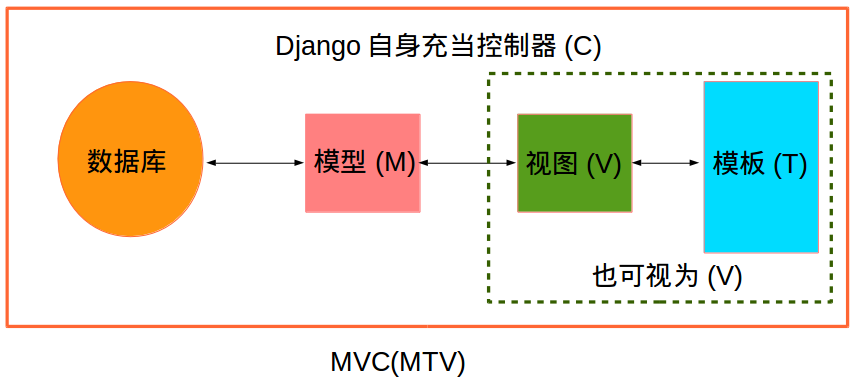 Django 自身充当控制器 (C)
数据库
模型 (M)
视图 (V)
模板 (T)
也可视为 (V)
MVC(MTV)